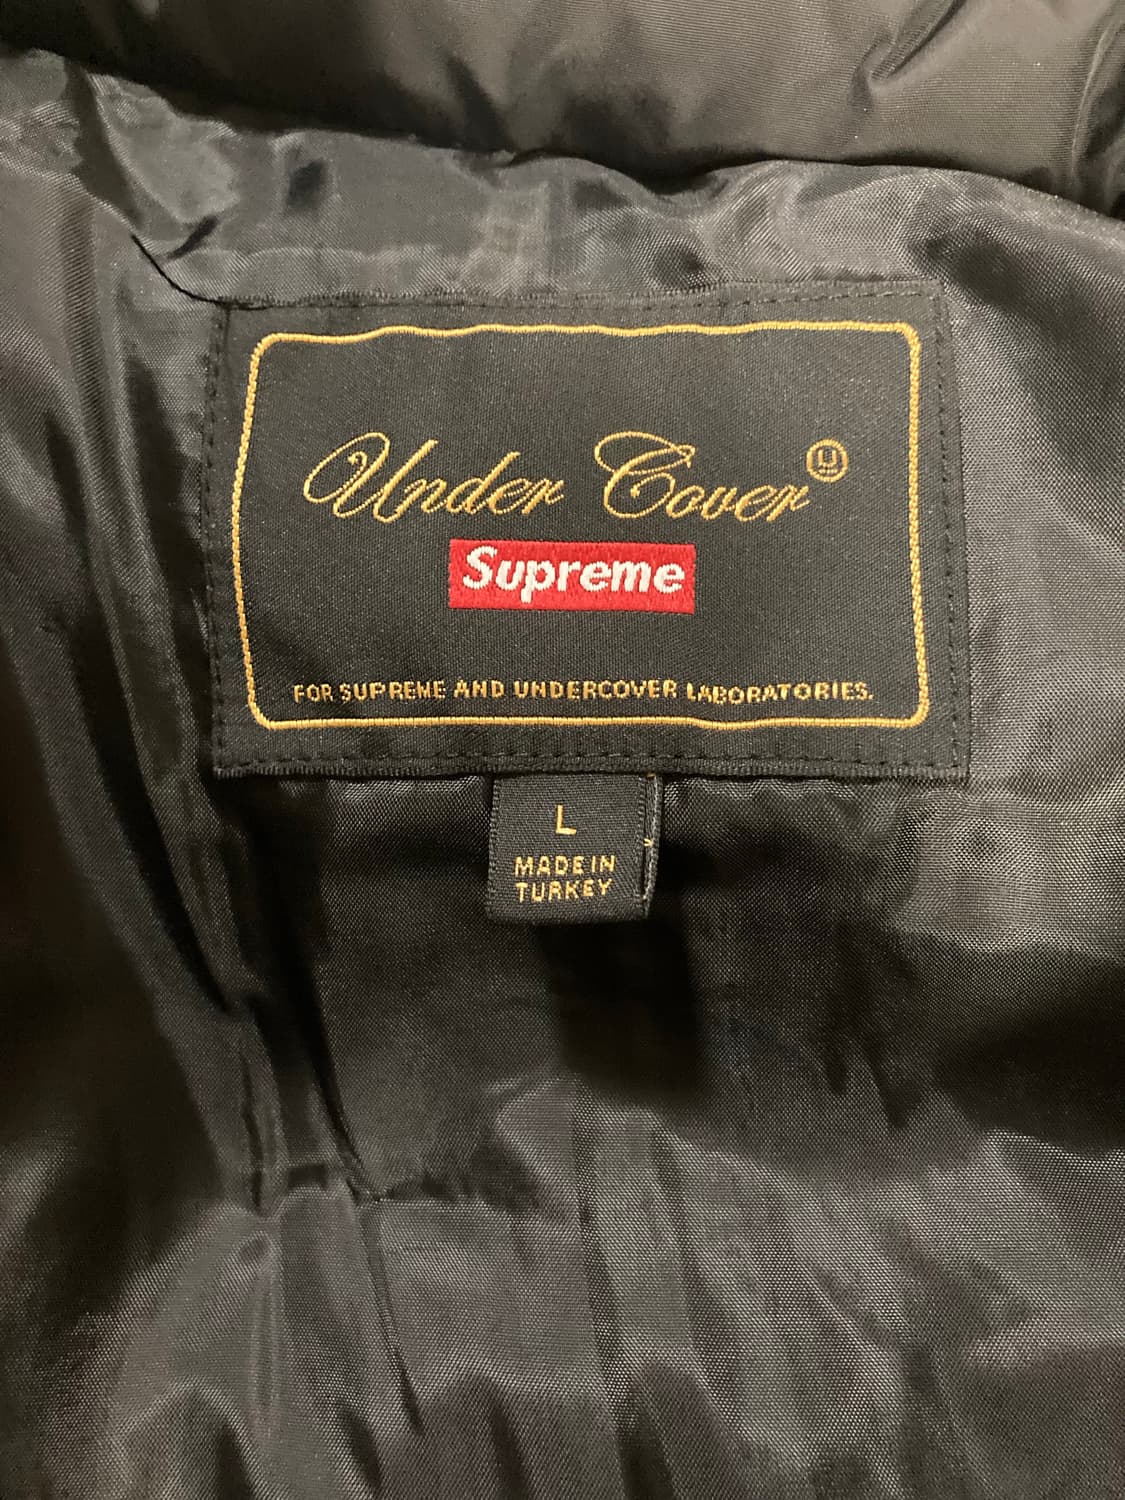 Under Cover Ⓤ
Supreme
FOR SUPREME AND UNDERCOVER LABORATORIES.
L
MADE IN
TURKEY